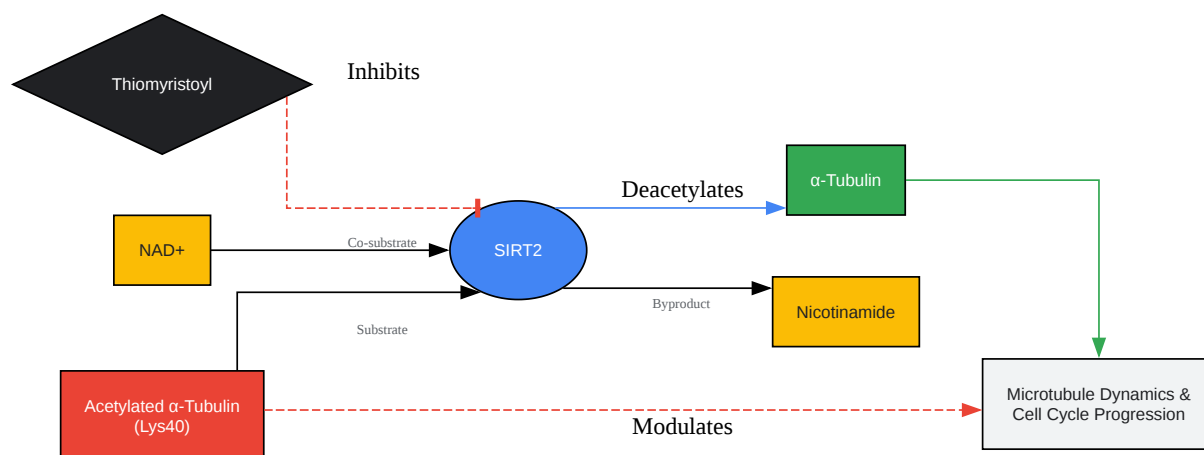 Thiomyristoyl
Inhibits
α-Tubulin
Deacetylates
NAD+
Co-substrate
SIRT2
Substrate
Byproduct
Nicotinamide
Acetylated α-Tubulin
(Lys40)
Modulates
Microtubule Dynamics &
Cell Cycle Progression